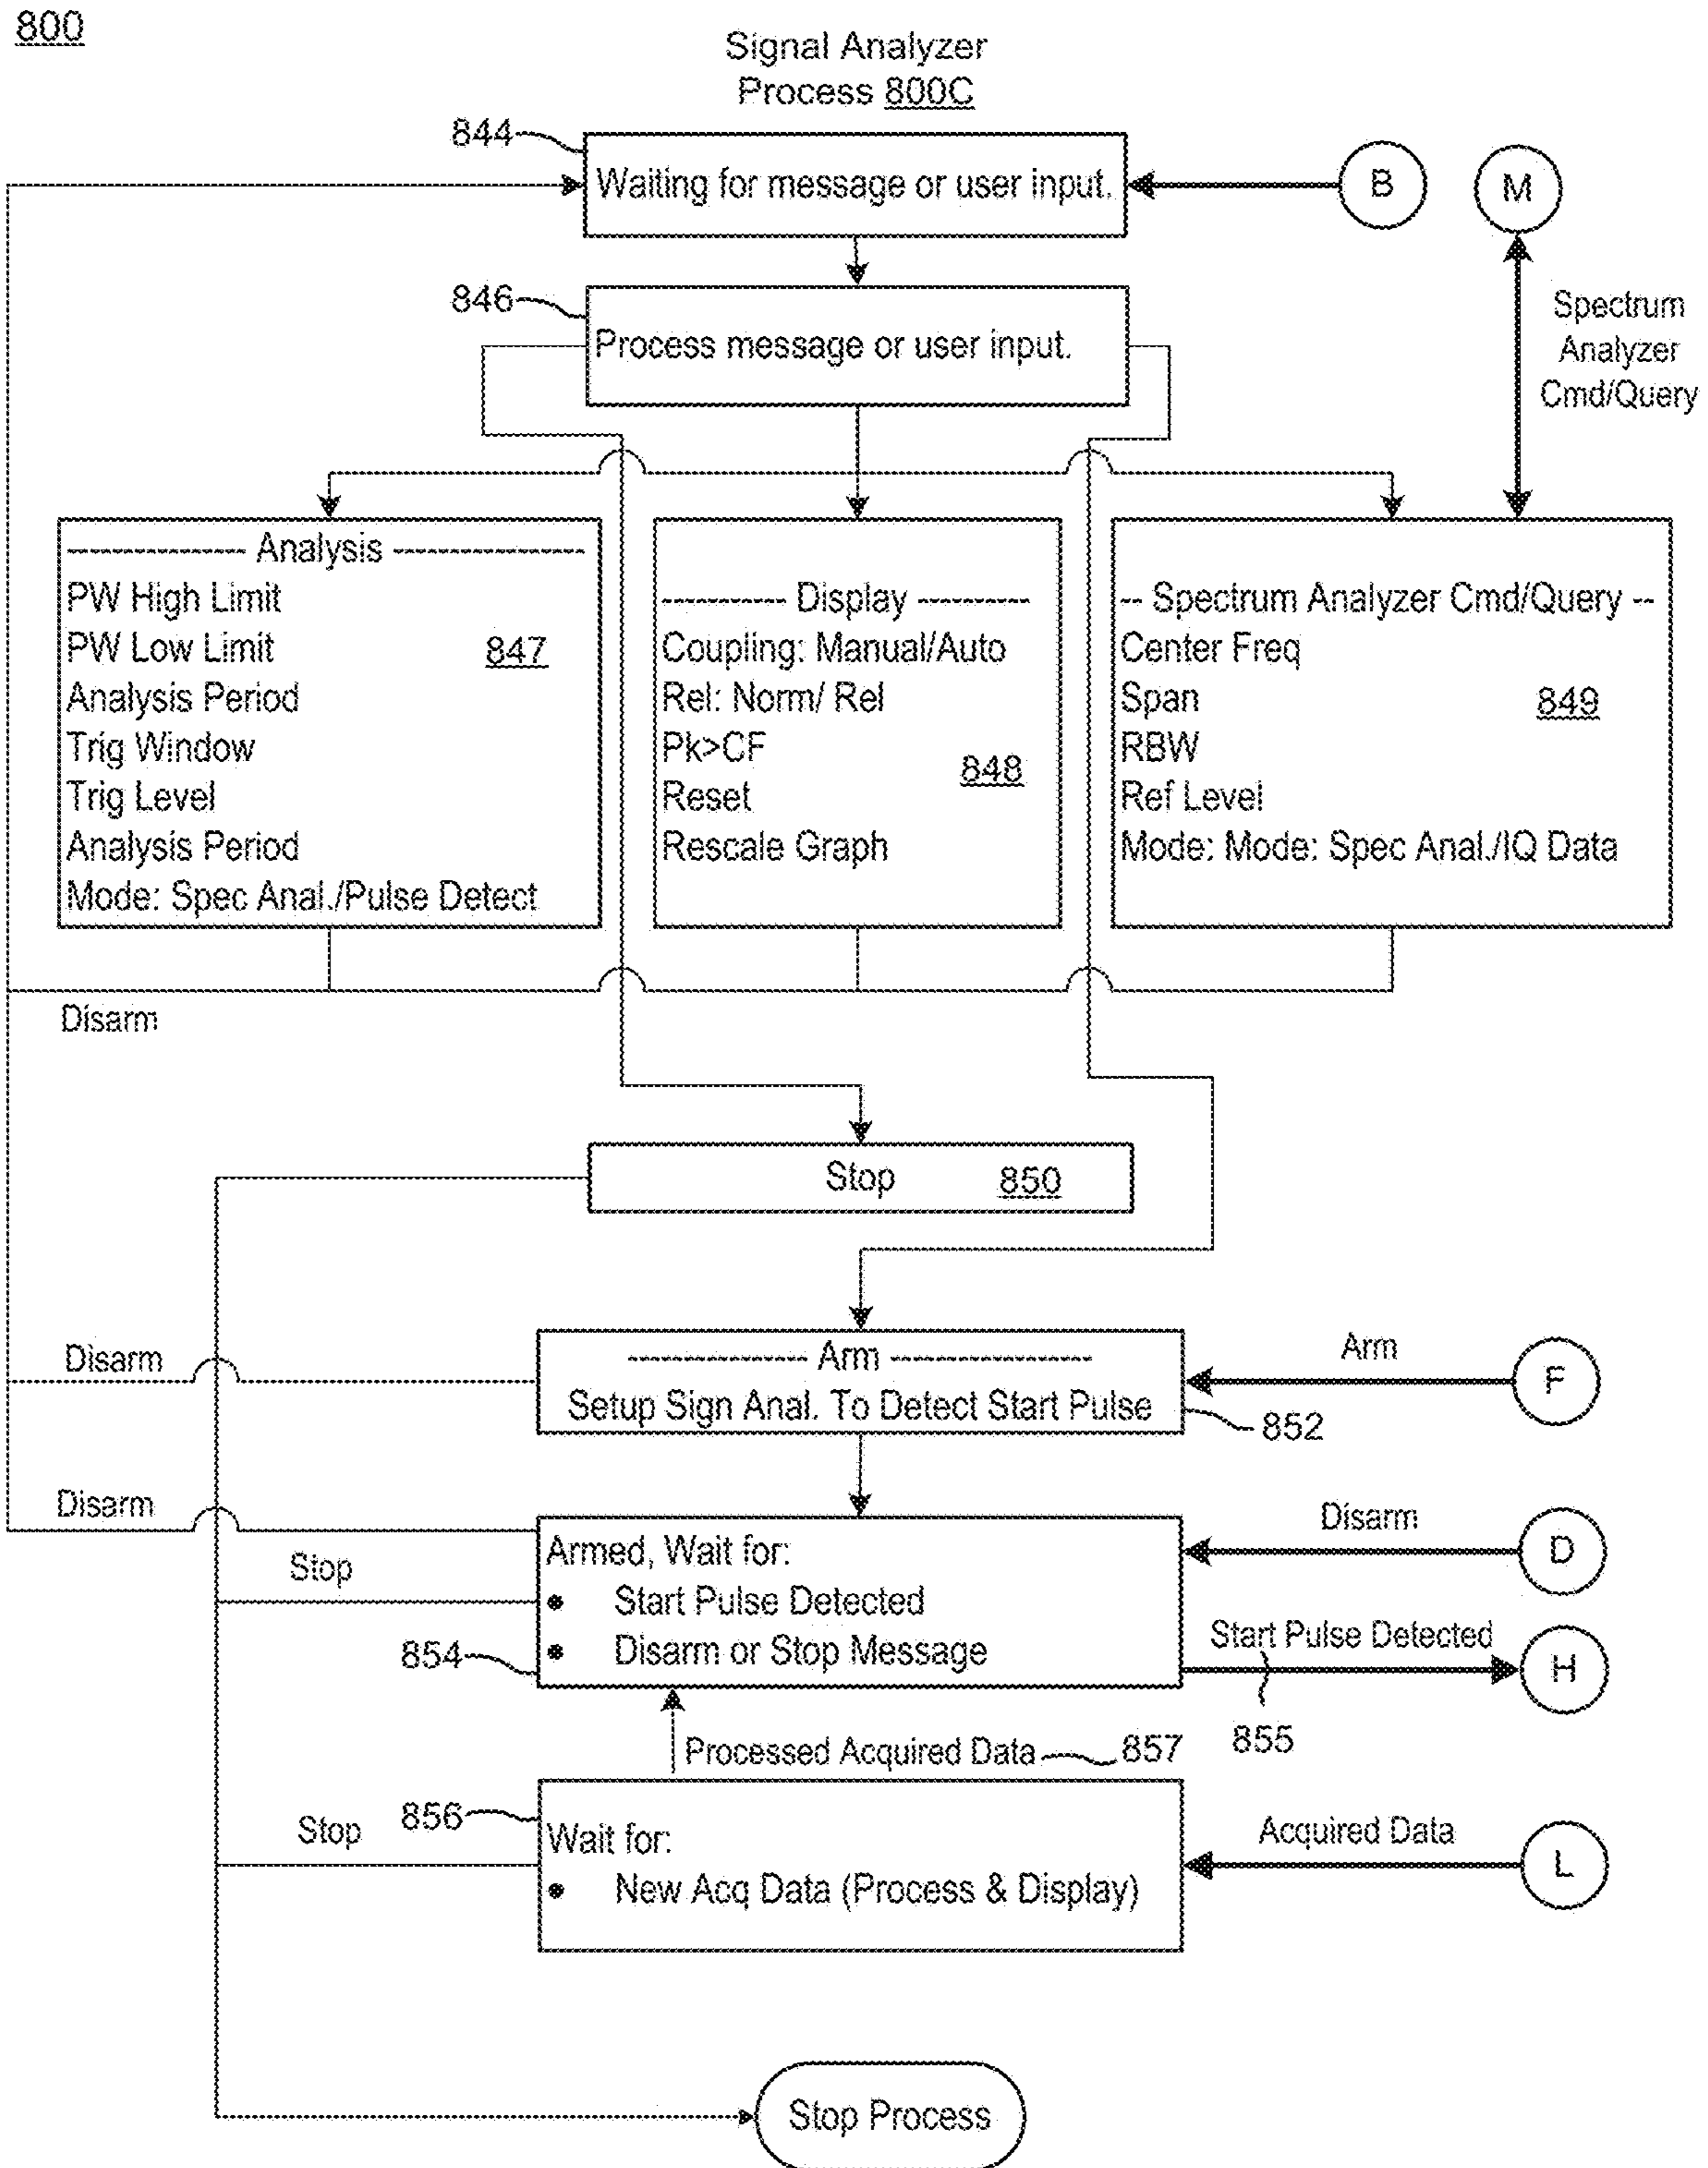 800
Signal Analyzer
Process 800C
844
Waiting for message or user input.
B
M
846
Process message or user input.
Spectrum
Analyzer
Cmd/Query
---------------- Analysis -----------------
PW High Limit
PW Low Limit
847
Analysis Period
Trig Window
Trig Level
Analysis Period
Mode: Spec Anal./Pulse Detect
----------- Display ----------
Coupling: Manual/Auto
Rel: Norm/ Rel
Pk>CF
848
Reset
Rescale Graph
-- Spectrum Analyzer Cmd/Query --
Center Freq
Span
849
RBW
Ref Level
Mode: Mode: Spec Anal./IQ Data
Disarm
Stop 850
Disarm
---------------- Arm ------------------
Setup Sign Anal. To Detect Start Pulse
852
Arm
F
Disarm
Armed, Wait for:
• Start Pulse Detected
• Disarm or Stop Message
Stop
854
Disarm
D
Start Pulse Detected
H
855
Processed Acquired Data
857
856
Stop
Wait for:
• New Acq Data (Process & Display)
Acquired Data
L
Stop Process